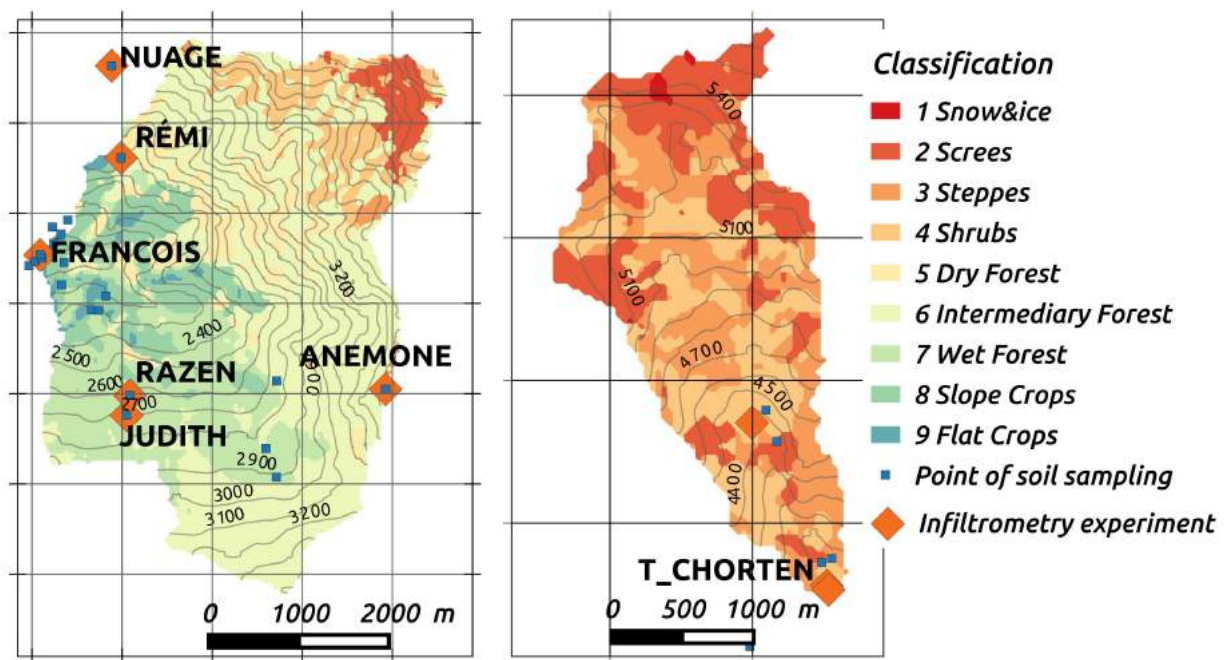 NUAGE
RÉMI
FRANCOIS
3200
2400
2500
ANEMONE
RAZEN
2600
2700
JUDITH
2900
3000
3100
3200
0 1000 2000 m
5400
5100
5100
4700
4500
4400
T_CHORTEN
0 500 1000 m
Classification
1 Snow&ice
2 Screes
3 Steppes
4 Shrubs
5 Dry Forest
6 Intermediary Forest
7 Wet Forest
8 Slope Crops
9 Flat Crops
Point of soil sampling
Infiltrometry experiment